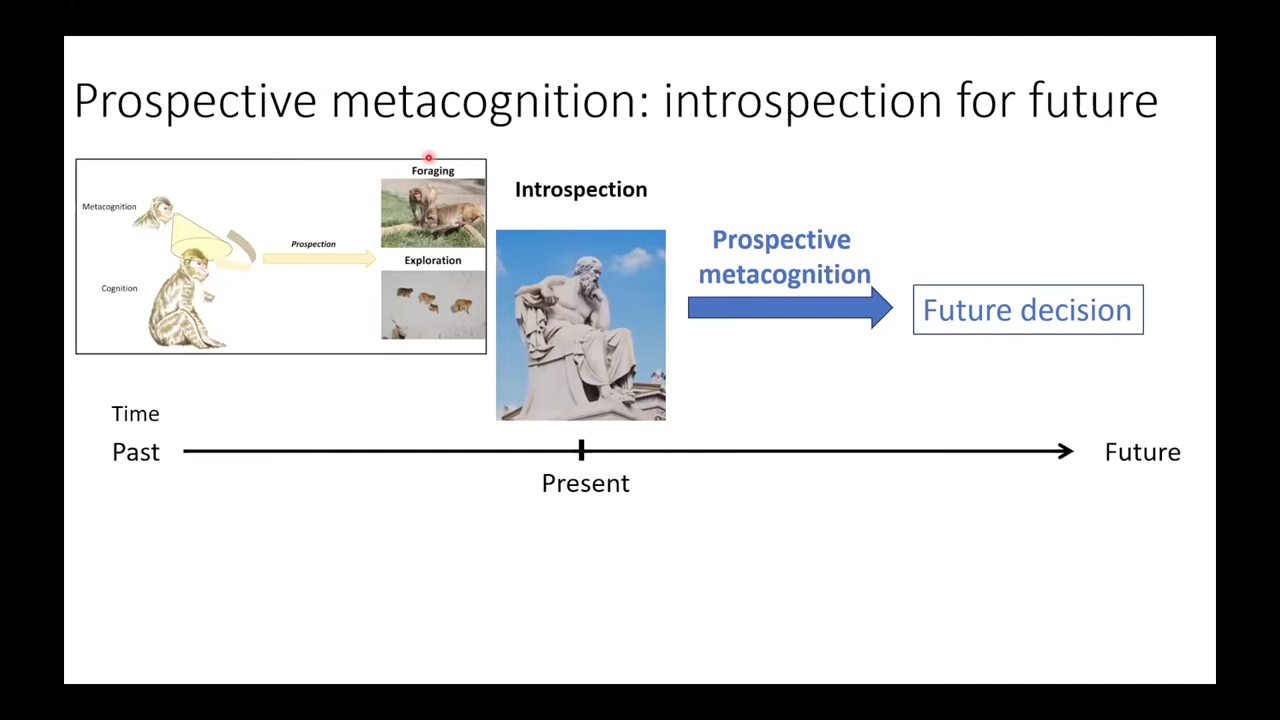 Prospective metacognition: introspection for future
Foraging
Metacognition
Prospection
Exploration
Cognition
Introspection
Prospective
metacognition
Future decision
Time
Past
Future
Present